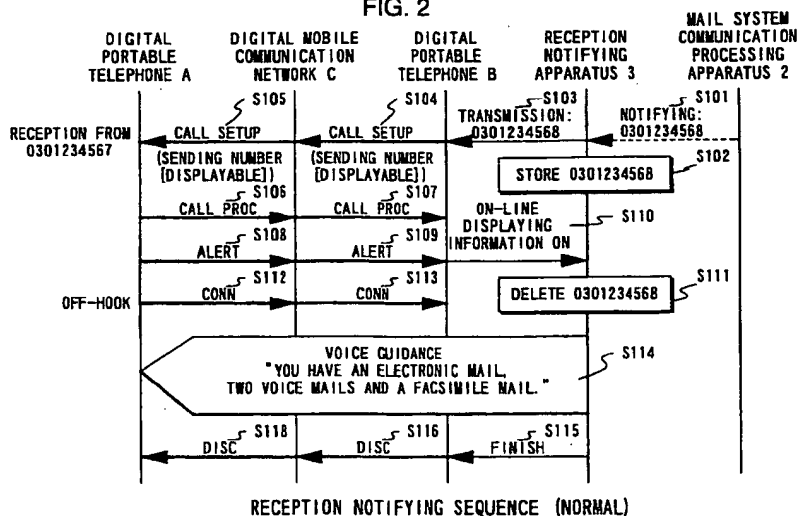 FIG. 2
DIGITAL
PORTABLE
TELEPHONE A
DIGITAL MOBILE
COMMUNICATION
NETWORK C
DIGITAL
PORTABLE
TELEPHONE B
RECEPTION
NOTIFYING
APPARATUS 3
MAIL SYSTEM
COMMUNICATION
PROCESSING
APPARATUS 2
S105
S104
S103
S101
RECEPTION FROM
0301234567
CALL SETUP
CALL SETUP
TRANSMISSION:
0301234568
NOTIFYING:
0301234568
(SENDING NUMBER
[DISPLAYABLE])
(SENDING NUMBER
[DISPLAYABLE])
S102
STORE 0301234568
S106
S107
CALL PROC
CALL PROC
ON-LINE
DISPLAYING
INFORMATION ON
S110
S108
S109
ALERT
ALERT
S112
S113
S111
OFF-HOOK
CONN
CONN
DELETE 0301234568
VOICE GUIDANCE
"YOU HAVE AN ELECTRONIC MAIL,
TWO VOICE MAILS AND A FACSIMILE MAIL."
S114
S118
S116
S115
DISC
DISC
FINISH
RECEPTION NOTIFYING SEQUENCE (NORMAL)